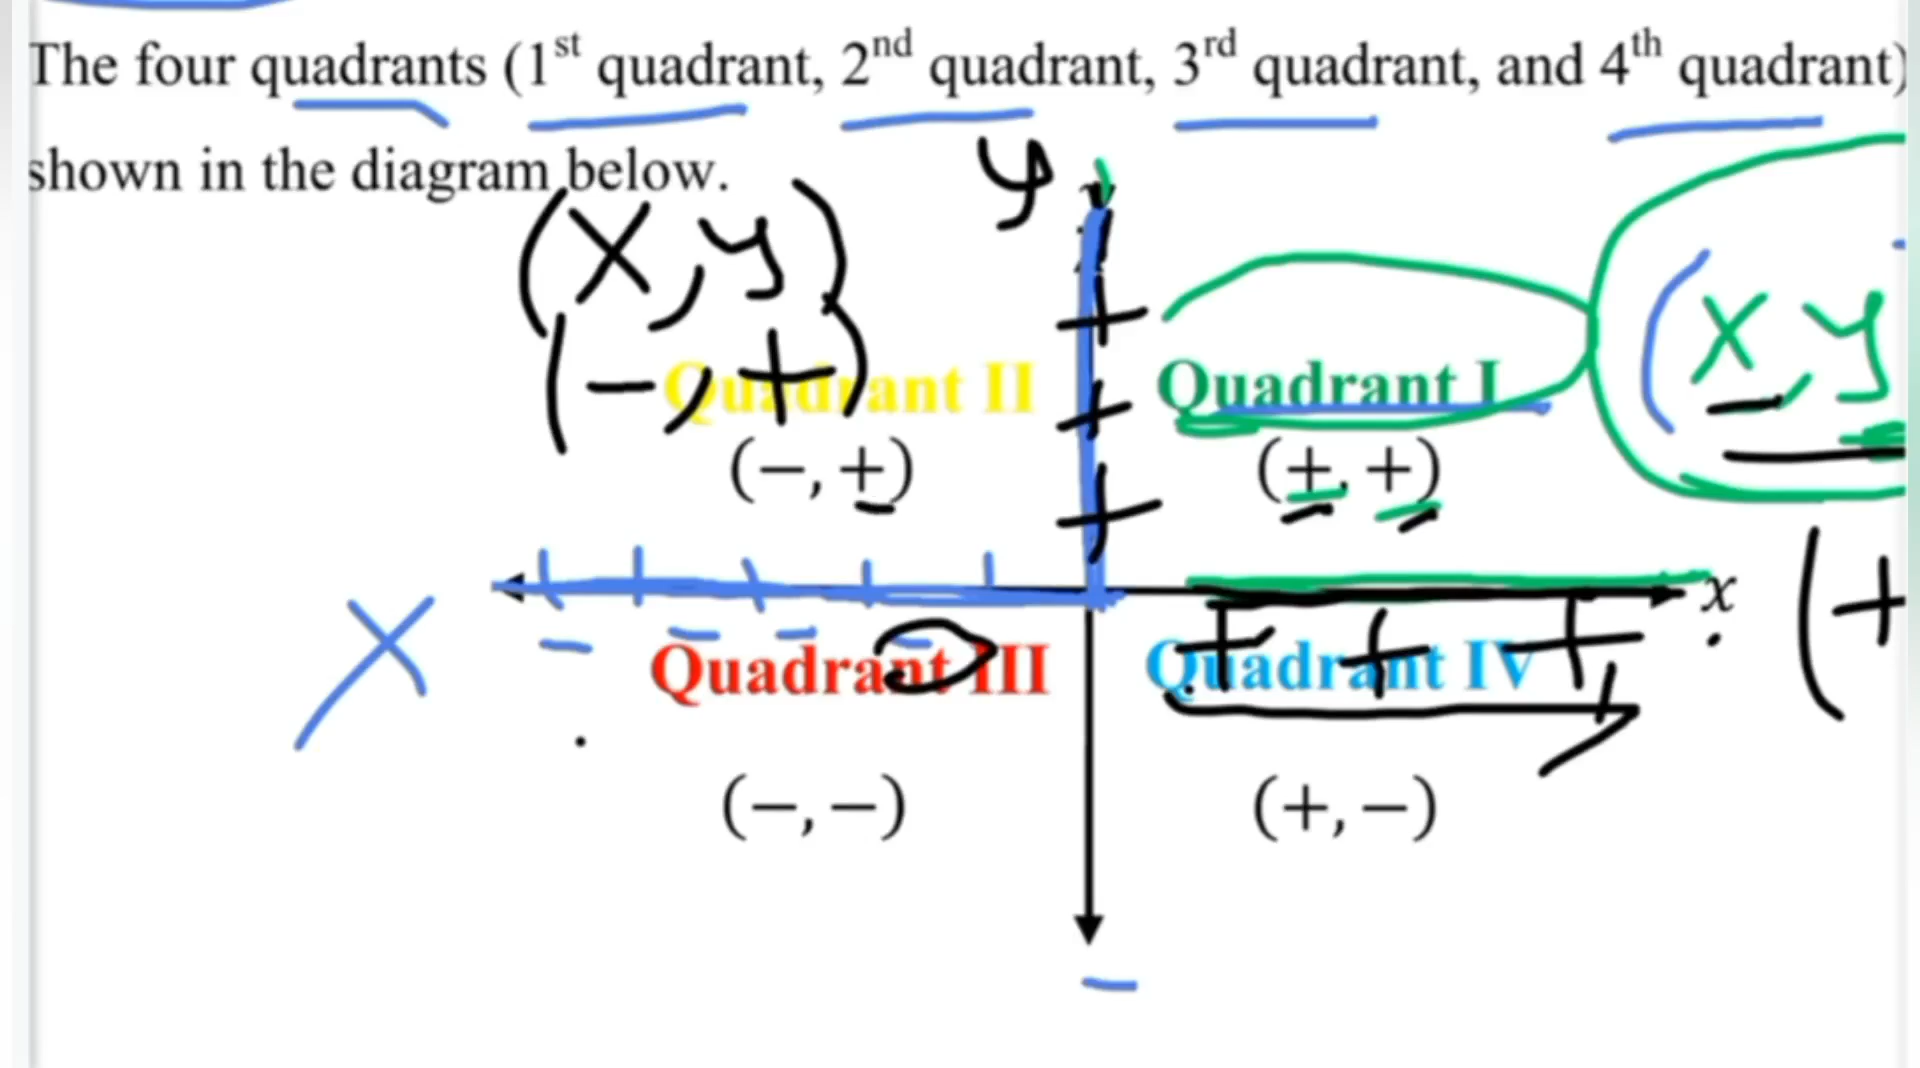 The four quadrants (1st quadrant, 2nd quadrant, 3rd quadrant, and 4th quadrant)
shown in the diagram below.
y
(x,y)
(x,y
(-,+)
Quadrant II Quadrant I
(−,+) (+,+)
+
+
+
x
(+
X
− − − −
+ + +
Quadrant III Quadrant IV
(−,−) (+,−)
−